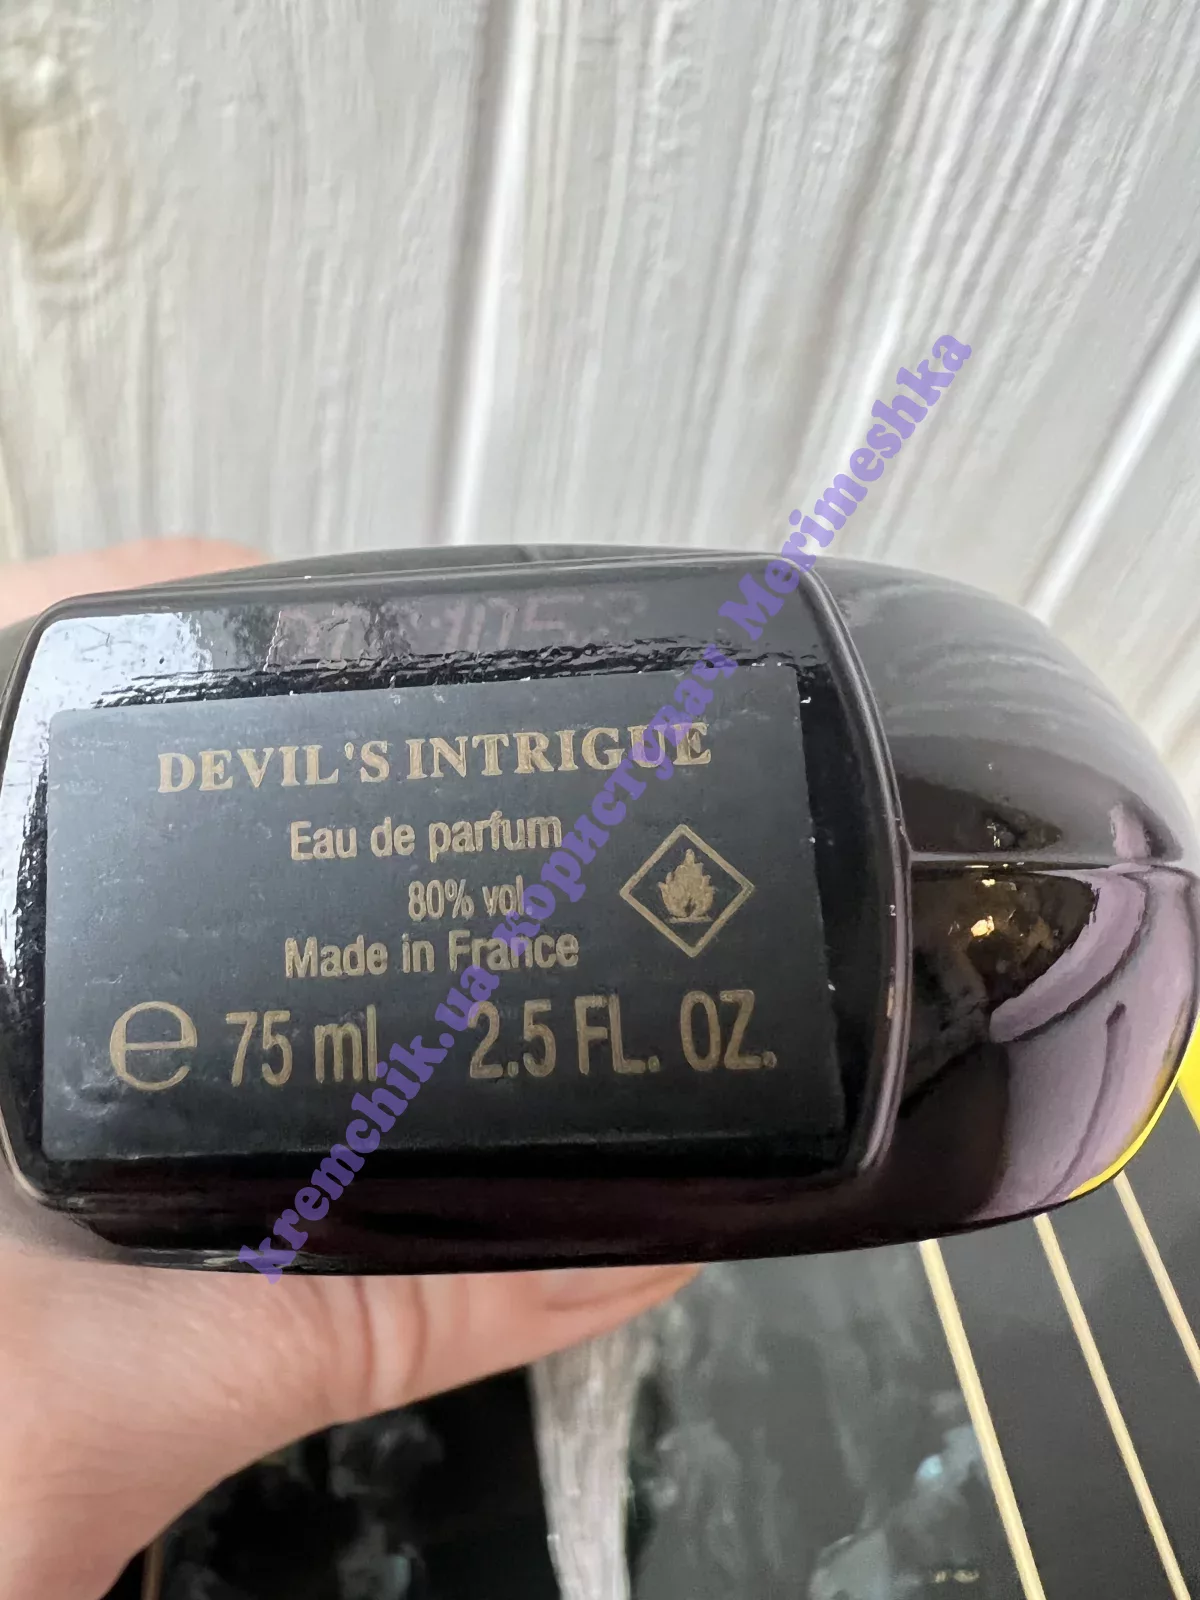 DEVIL'S INTRIGUE
Eau de parfum
80% vol.
Made in France
e 75 ml 2.5 FL. OZ.
kremchik.ua користувач Merimeshka